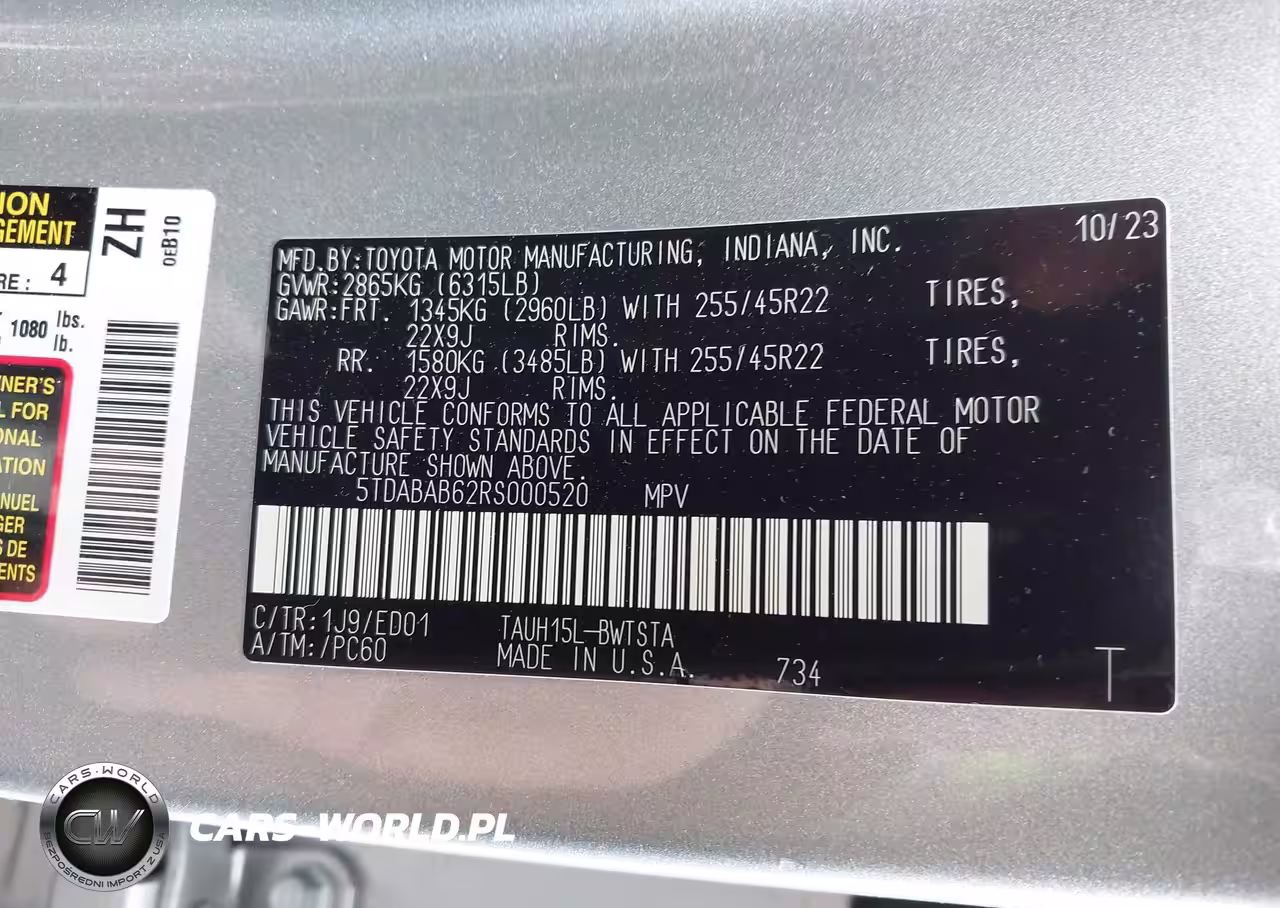 ION
GEMENT
RE: 4
1080 lbs.
lb.
NER'S
L FOR
ONAL
ATION
NUEL
GER
S DE
ENTS
ZH
0EB10
10/23
MFD.BY:TOYOTA MOTOR MANUFACTURING, INDIANA, INC.
GVWR:2865KG (6315LB)
GAWR:FRT. 1345KG (2960LB) WITH 255/45R22 TIRES,
22X9J RIMS.
RR. 1580KG (3485LB) WITH 255/45R22 TIRES,
22X9J RIMS.
THIS VEHICLE CONFORMS TO ALL APPLICABLE FEDERAL MOTOR
VEHICLE SAFETY STANDARDS IN EFFECT ON THE DATE OF
MANUFACTURE SHOWN ABOVE.
5TDABAB62RS000520 MPV
C/TR:1J9/ED01 TAUH15L-BWTSTA
A/TM:/PC60 MADE IN U.S.A. 734
T
CARS-WORLD
CW
BEZPOŚREDNI IMPORT Z USA
CARS-WORLD.PL